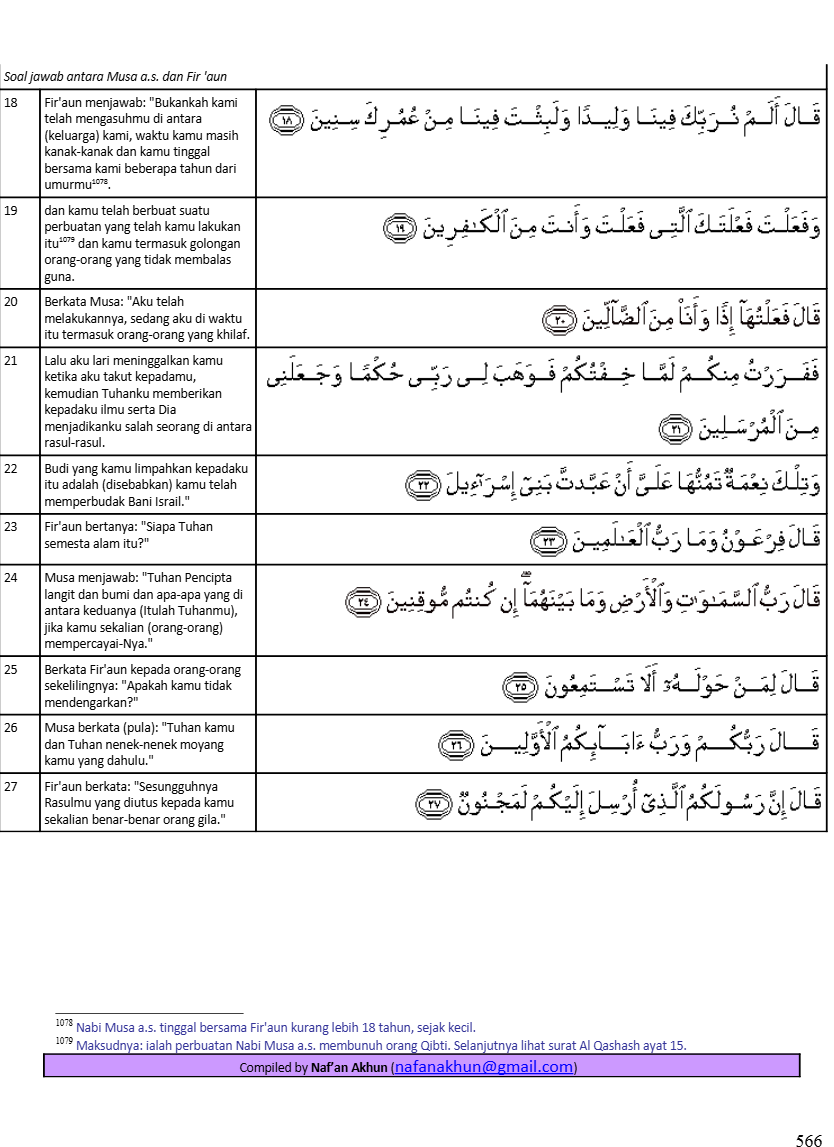 Soal jawab antara Musa a.s. dan Fir 'aun
18
Fir'aun menjawab: "Bukankah kami
telah mengasuhmu di antara
(keluarga) kami, waktu kamu masih
kanak-kanak dan kamu tinggal
bersama kami beberapa tahun dari
umurmu¹⁰⁷⁸.
قَالَ أَلَمْ نُرَبِّكَ فِينَا وَلِيدًا وَلَبِثْتَ فِينَا مِنْ عُمُرِكَ سِنِينَ ۝١٨
19
dan kamu telah berbuat suatu
perbuatan yang telah kamu lakukan
itu¹⁰⁷⁹ dan kamu termasuk golongan
orang-orang yang tidak membalas
guna.
وَفَعَلْتَ فَعْلَتَكَ ٱلَّتِى فَعَلْتَ وَأَنتَ مِنَ ٱلْكَـٰفِرِينَ ۝١٩
20
Berkata Musa: "Aku telah
melakukannya, sedang aku di waktu
itu termasuk orang-orang yang khilaf.
قَالَ فَعَلْتُهَآ إِذًا وَأَنَا۠ مِنَ ٱلضَّآلِّينَ ۝٢٠
21
Lalu aku lari meninggalkan kamu
ketika aku takut kepadamu,
kemudian Tuhanku memberikan
kepadaku ilmu serta Dia
menjadikanku salah seorang di antara
rasul-rasul.
فَفَرَرْتُ مِنكُمْ لَمَّا خِفْتُكُمْ فَوَهَبَ لِى رَبِّى حُكْمًا وَجَعَلَنِى
مِنَ ٱلْمُرْسَلِينَ ۝٢١
22
Budi yang kamu limpahkan kepadaku
itu adalah (disebabkan) kamu telah
memperbudak Bani Israil."
وَتِلْكَ نِعْمَةٌ تَمُنُّهَا عَلَىَّ أَنْ عَبَّدتَّ بَنِىٓ إِسْرَٰٓءِيلَ ۝٢٢
23
Fir'aun bertanya: "Siapa Tuhan
semesta alam itu?"
قَالَ فِرْعَوْنُ وَمَا رَبُّ ٱلْعَـٰلَمِينَ ۝٢٣
24
Musa menjawab: "Tuhan Pencipta
langit dan bumi dan apa-apa yang di
antara keduanya (Itulah Tuhanmu),
jika kamu sekalian (orang-orang)
mempercayai-Nya."
قَالَ رَبُّ ٱلسَّمَـٰوَٰتِ وَٱلْأَرْضِ وَمَا بَيْنَهُمَآ ۖ إِن كُنتُم مُّوقِنِينَ ۝٢٤
25
Berkata Fir'aun kepada orang-orang
sekelilingnya: "Apakah kamu tidak
mendengarkan?"
قَالَ لِمَنْ حَوْلَهُۥٓ أَلَا تَسْتَمِعُونَ ۝٢٥
26
Musa berkata (pula): "Tuhan kamu
dan Tuhan nenek-nenek moyang
kamu yang dahulu."
قَالَ رَبُّكُمْ وَرَبُّ ءَابَآئِكُمُ ٱلْأَوَّلِينَ ۝٢٦
27
Fir'aun berkata: "Sesungguhnya
Rasulmu yang diutus kepada kamu
sekalian benar-benar orang gila."
قَالَ إِنَّ رَسُولَكُمُ ٱلَّذِىٓ أُرْسِلَ إِلَيْكُمْ لَمَجْنُونٌ ۝٢٧
¹⁰⁷⁸ Nabi Musa a.s. tinggal bersama Fir'aun kurang lebih 18 tahun, sejak kecil.
¹⁰⁷⁹ Maksudnya: ialah perbuatan Nabi Musa a.s. membunuh orang Qibti. Selanjutnya lihat surat Al Qashash ayat 15.
Compiled by Naf’an Akhun (nafanakhun@gmail.com)
566